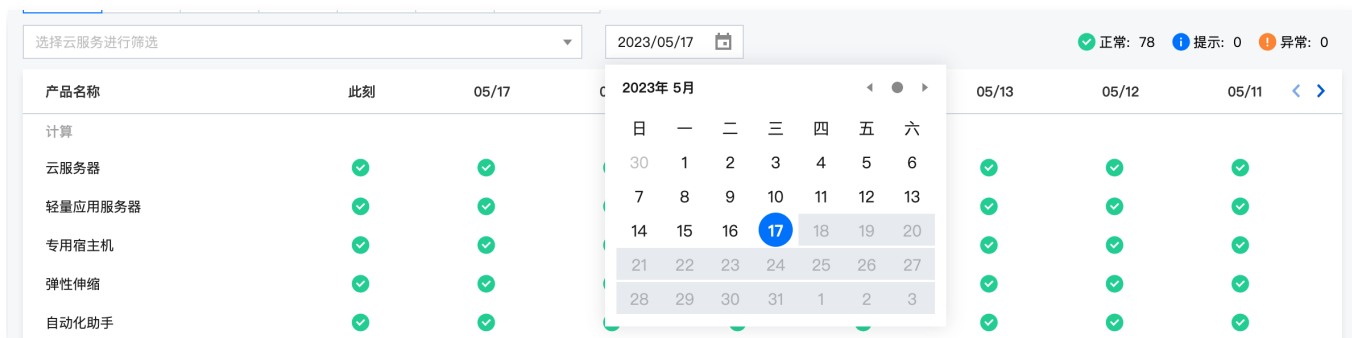 选择云服务进行筛选
2023/05/17
正常: 78
提示: 0
异常: 0
产品名称 此刻 05/17 05/13 05/12 05/11
2023年 5月
日 一 二 三 四 五 六
30 1 2 3 4 5 6
7 8 9 10 11 12 13
14 15 16 17 18 19 20
21 22 23 24 25 26 27
28 29 30 31 1 2 3
计算
云服务器
轻量应用服务器
专用宿主机
弹性伸缩
自动化助手